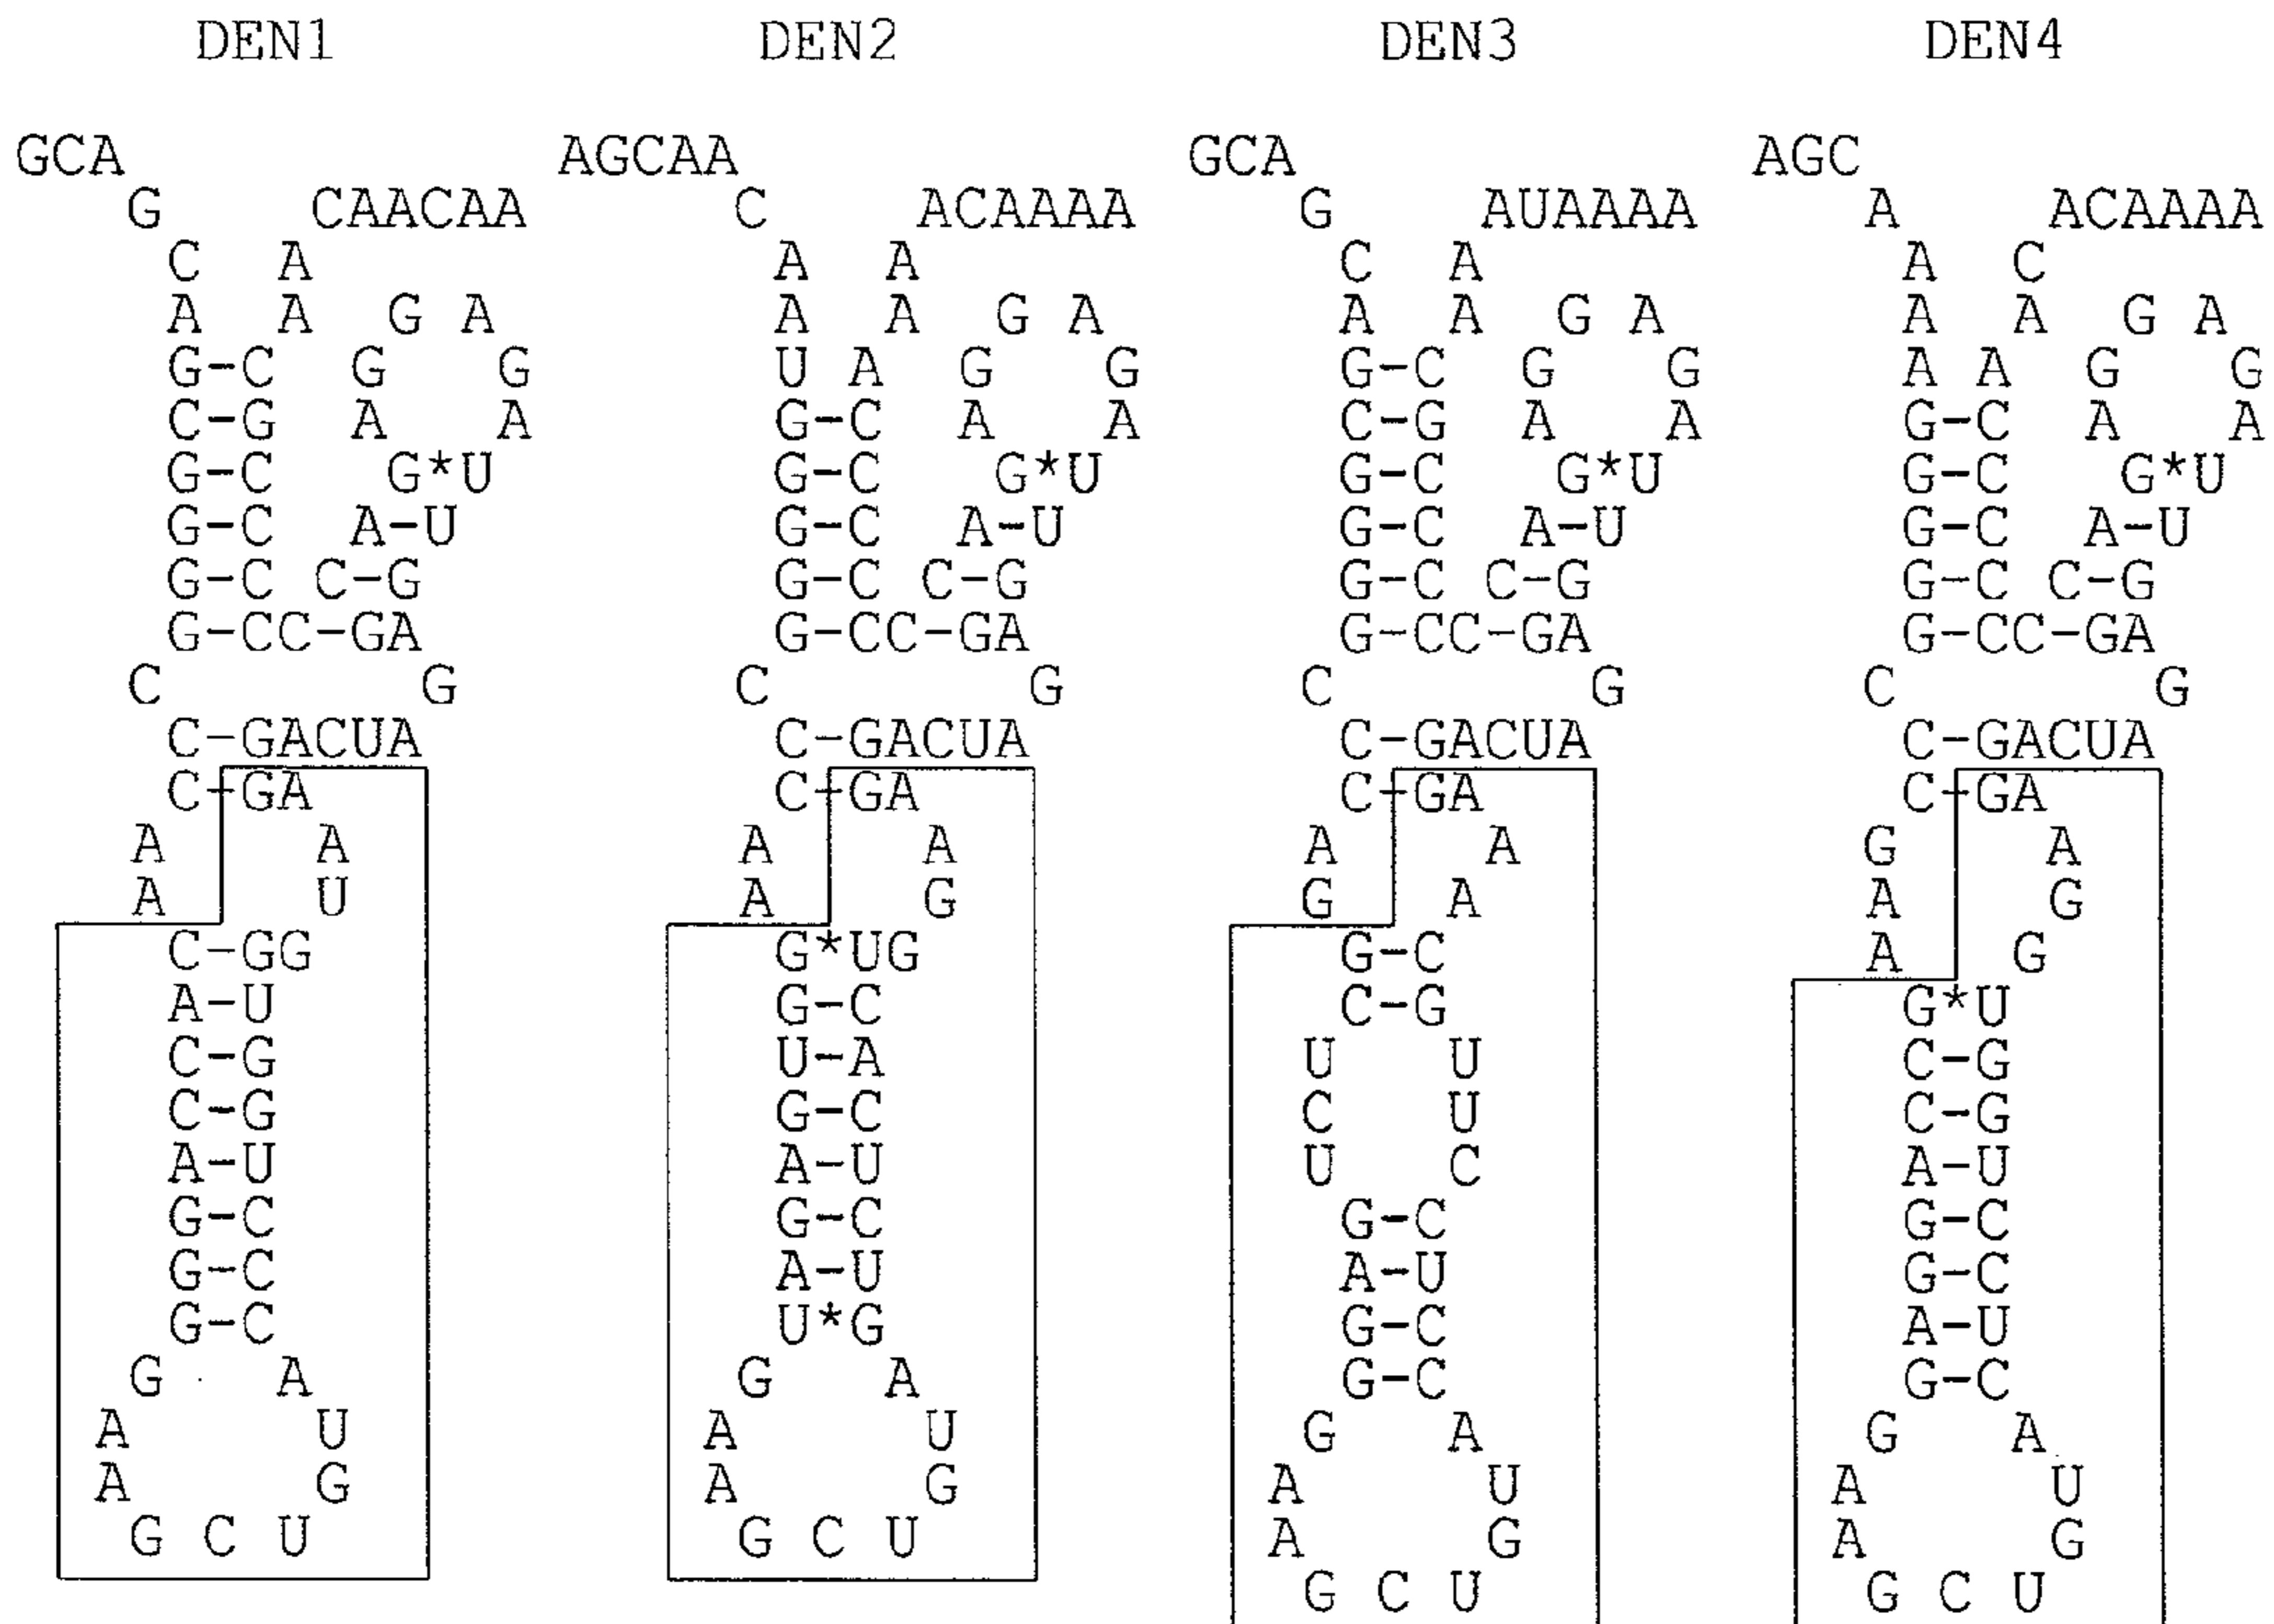 DEN1 DEN2 DEN3 DEN4
GCA AGCAA GCA AGC
G CAACAA C ACAAAA G AUAAAA A ACAAAA
C A A A C A A C
A A G A A A G A A A G A A A G A
G-C G G U A G G G-C G G A A G G
C-G A A G-C A A C-G A A G-C A A
G-C G*U G-C G*U G-C G*U G-C G*U
G-C A-U G-C A-U G-C A-U G-C A-U
G-C C-G G-C C-G G-C C-G G-C C-G
G-CC-GA G-CC-GA G-CC-GA G-CC-GA
C G C G C G C G
C-GACUA C-GACUA C-GACUA C-GACUA
C-GA C-GA C-GA C-GA
A A A A A A G A
A U A G G A A G
C-GG G*UG G-C A G
A-U G-C C-G G*U
C-G U-A U U C-G
C-G G-C C U C-G
A-U A-U U C A-U
G-C G-C G-C G-C
G-C A-U A-U G-C
G-C U*G G-C A-U
G A G A G-C G-C
A U A U G A G A
A G A G A U A U
G C U G C U A G A G
G C U G C U